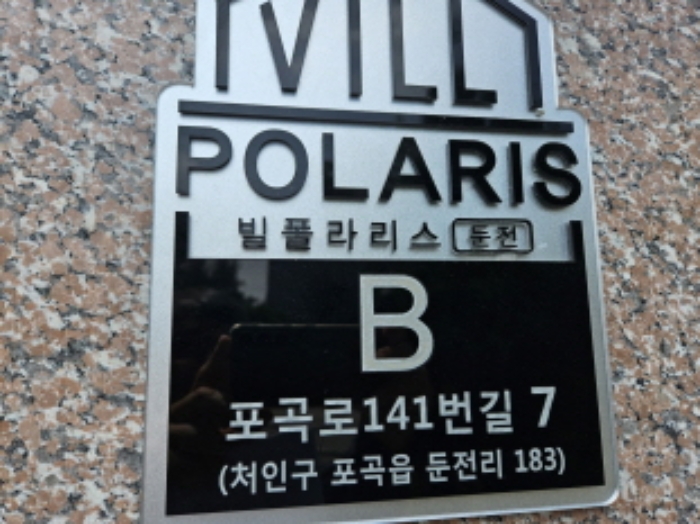 VILL
POLARIS
빌플라리스 둔전
B
포곡로141번길 7
(처인구 포곡읍 둔전리 183)